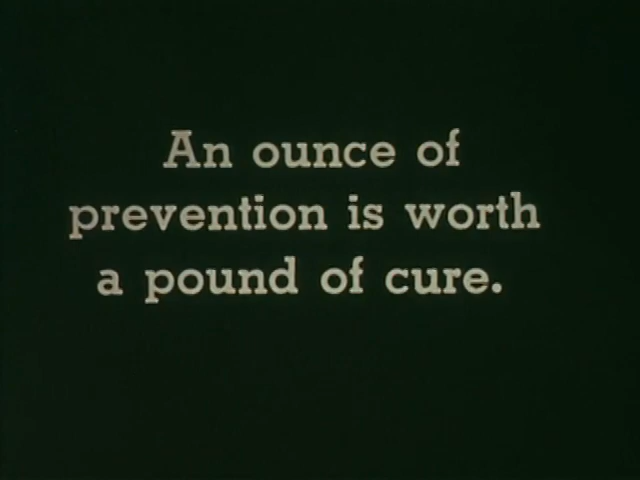 An ounce of
prevention is worth
a pound of cure.